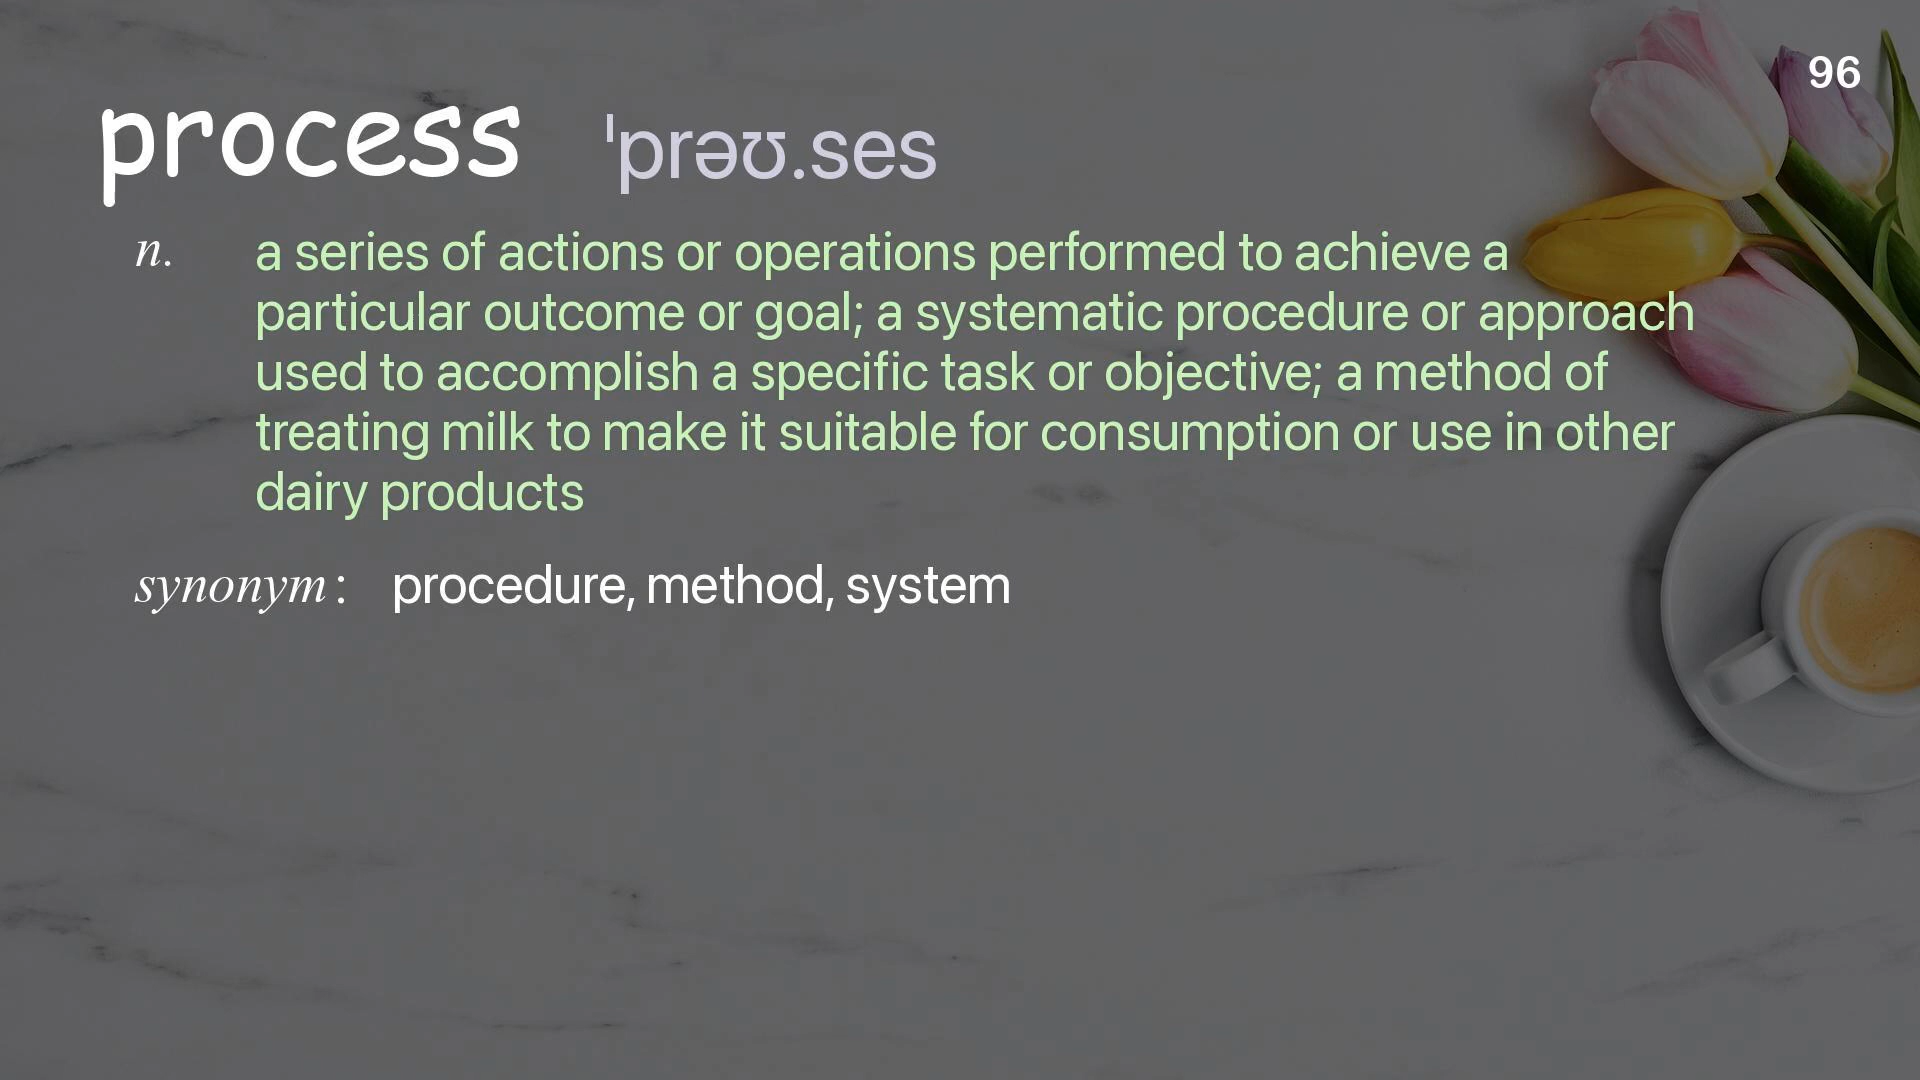 96
process ˈprəʊ.ses
n. a series of actions or operations performed to achieve a
particular outcome or goal; a systematic procedure or approach
used to accomplish a specific task or objective; a method of
treating milk to make it suitable for consumption or use in other
dairy products
synonym: procedure, method, system